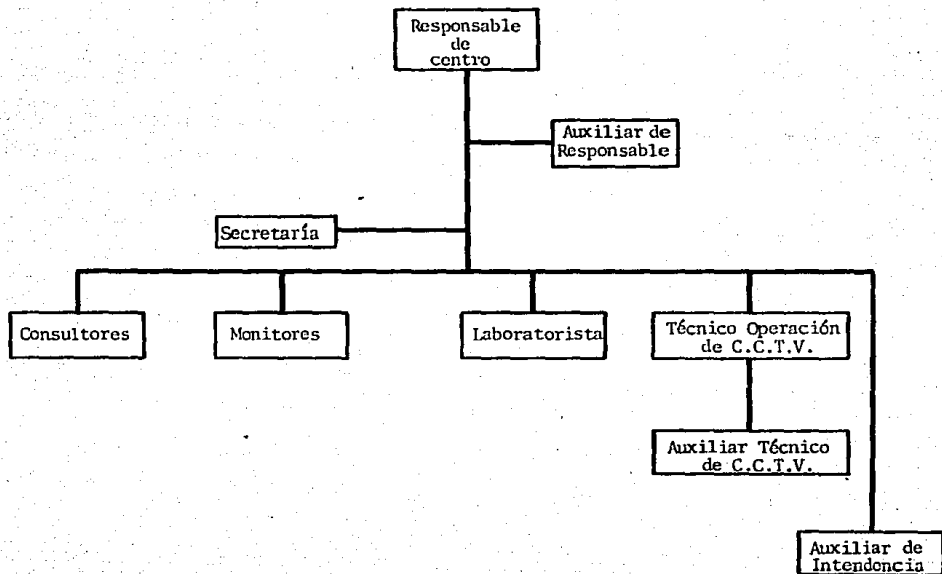 Responsable
de
centro
Auxiliar de
Responsable
Secretaría
Consultores
Monitores
Laboratorista
Técnico Operación
de C.C.T.V.
Auxiliar Técnico
de C.C.T.V.
Auxiliar de
Intendencia